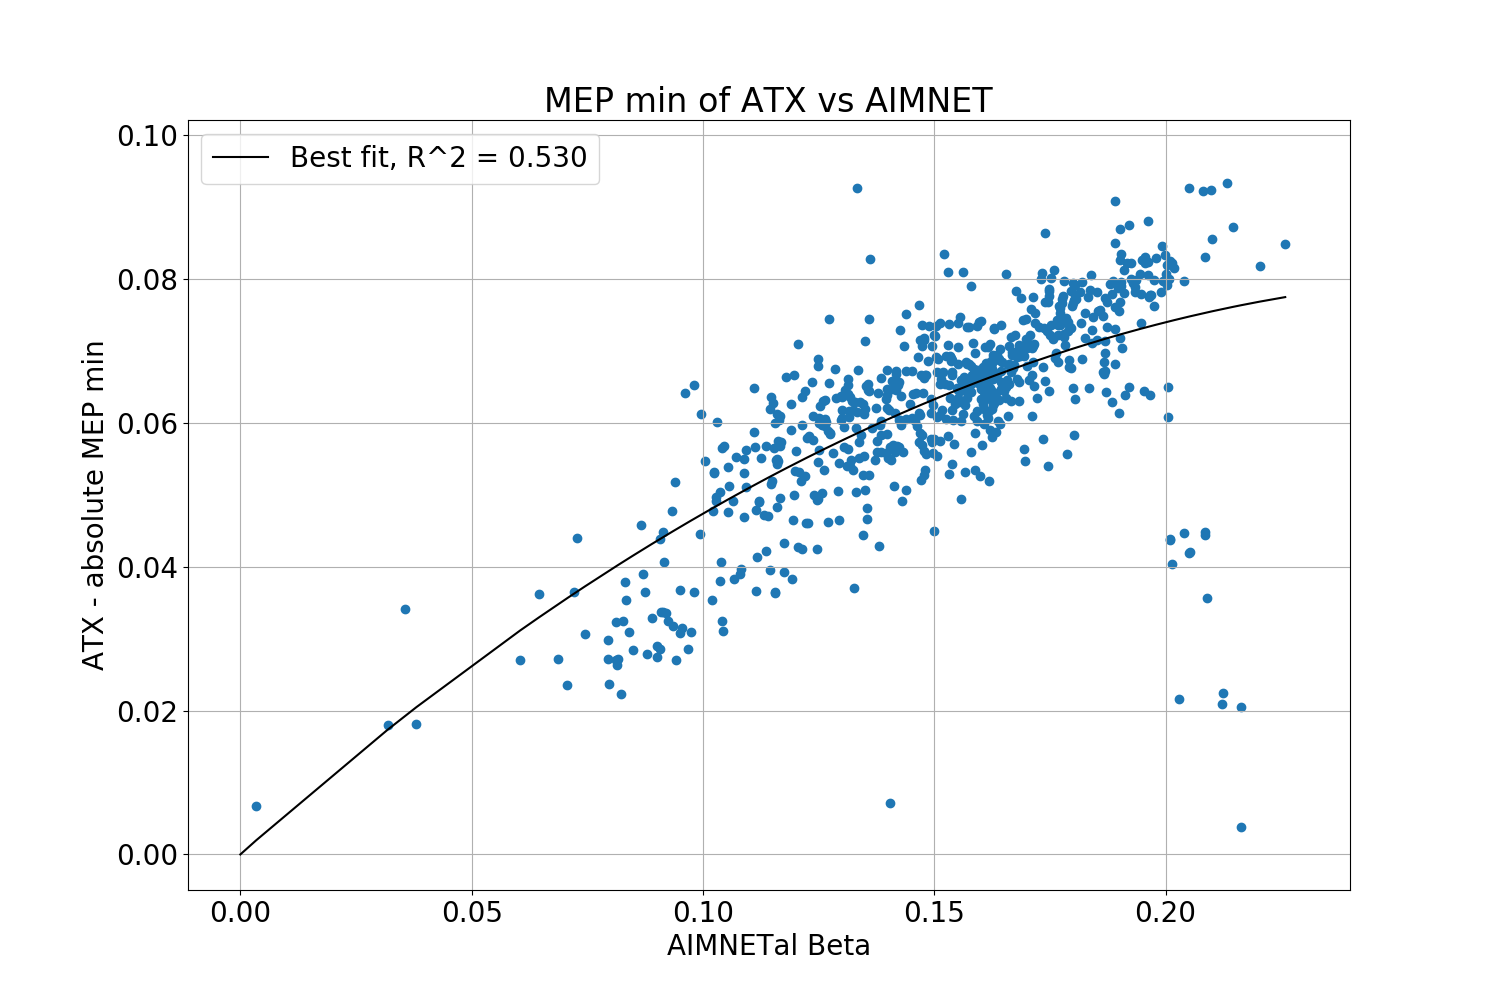 MEP min of ATX vs AIMNET
Best fit, R^2 = 0.530
0.10
0.08
0.06
0.04
0.02
0.00
ATX - absolute MEP min
0.00 0.05 0.10 0.15 0.20
AIMNETal Beta